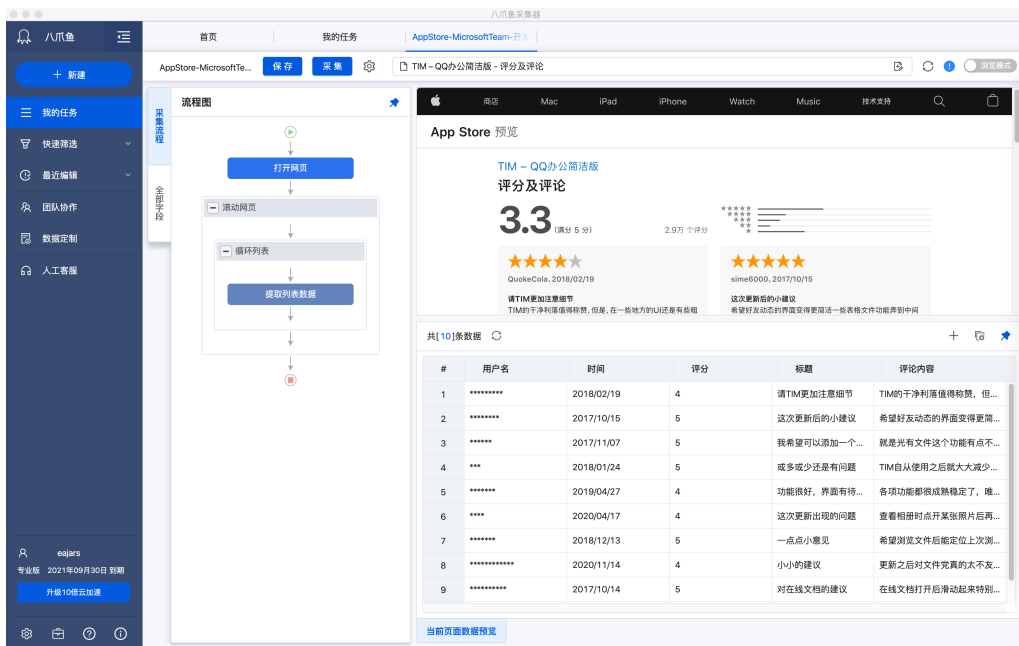 八爪鱼采集器
八爪鱼
首页
我的任务
AppStore-MicrosoftTeam-开
新建
我的任务
快速筛选
最近编辑
团队协作
数据定制
人工客服
eajars
专业版 2021年09月30日 到期
升级10倍云加速
AppStore-MicrosoftTe...
保存
采集
TIM – QQ办公简洁版 - 评分及评论
浏览模式
采集流程
全部字段
流程图
打开网页
滚动网页
循环列表
提取列表数据
商店 Mac iPad iPhone Watch Music 技术支持
App Store 预览
TIM – QQ办公简洁版
评分及评论
3.3 (满分 5 分)
2.9万 个评分
★★★★★
★★★★
★★★
★★
★
★★★★★
QuokeCola, 2018/02/19
请TIM更加注意细节
TIM的干净利落值得称赞, 但是, 在一些地方的UI还是有些粗
★★★★★
sime6000, 2017/10/15
这次更新后的小建议
希望好友动态的界面变得更简洁一些表格文件功能弄到中间
共[10]条数据
# 用户名 时间 评分 标题 评论内容
1 ********* 2018/02/19 4 请TIM更加注意细节 TIM的干净利落值得称赞，但...
2 ******** 2017/10/15 5 这次更新后的小建议 希望好友动态的界面变得更简...
3 ****** 2017/11/07 5 我希望可以添加一个... 就是光有文件这个功能有点不...
4 *** 2018/01/24 5 或多或少还是有问题 TIM自从使用之后就大大减少...
5 ******* 2019/04/27 4 功能很好，界面有待... 各项功能都很成熟稳定了，唯...
6 **** 2020/04/17 4 这次更新出现的问题 查看相册时点开某张照片后再...
7 ******* 2018/12/13 5 一点点小意见 希望浏览文件后能定位上次浏...
8 ************ 2020/11/14 4 小小的建议 更新之后对文件党真的太不友...
9 ********** 2017/10/14 5 对在线文档的建议 在线文档打开后滑动起来特别...
当前页面数据预览